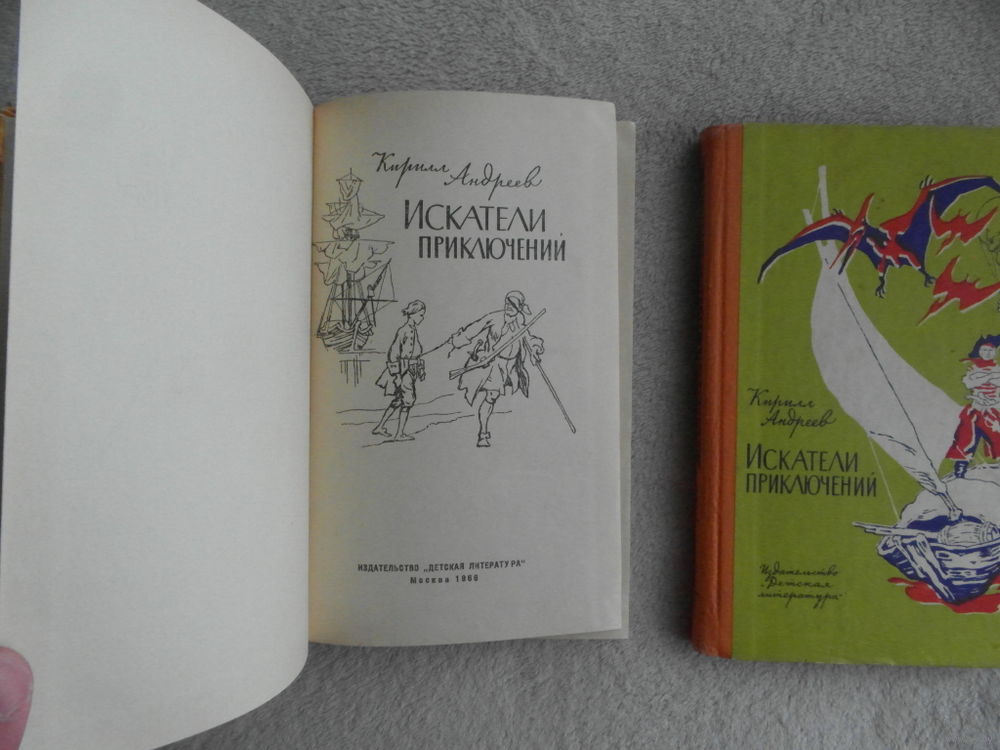 Кирилл Андреев
ИСКАТЕЛИ
ПРИКЛЮЧЕНИЙ
ИЗДАТЕЛЬСТВО „ДЕТСКАЯ ЛИТЕРАТУРА“
Москва 1966
Кирилл
Андреев
ИСКАТЕЛИ
ПРИКЛЮЧЕНИЙ
Издательство
„Детская
литература“